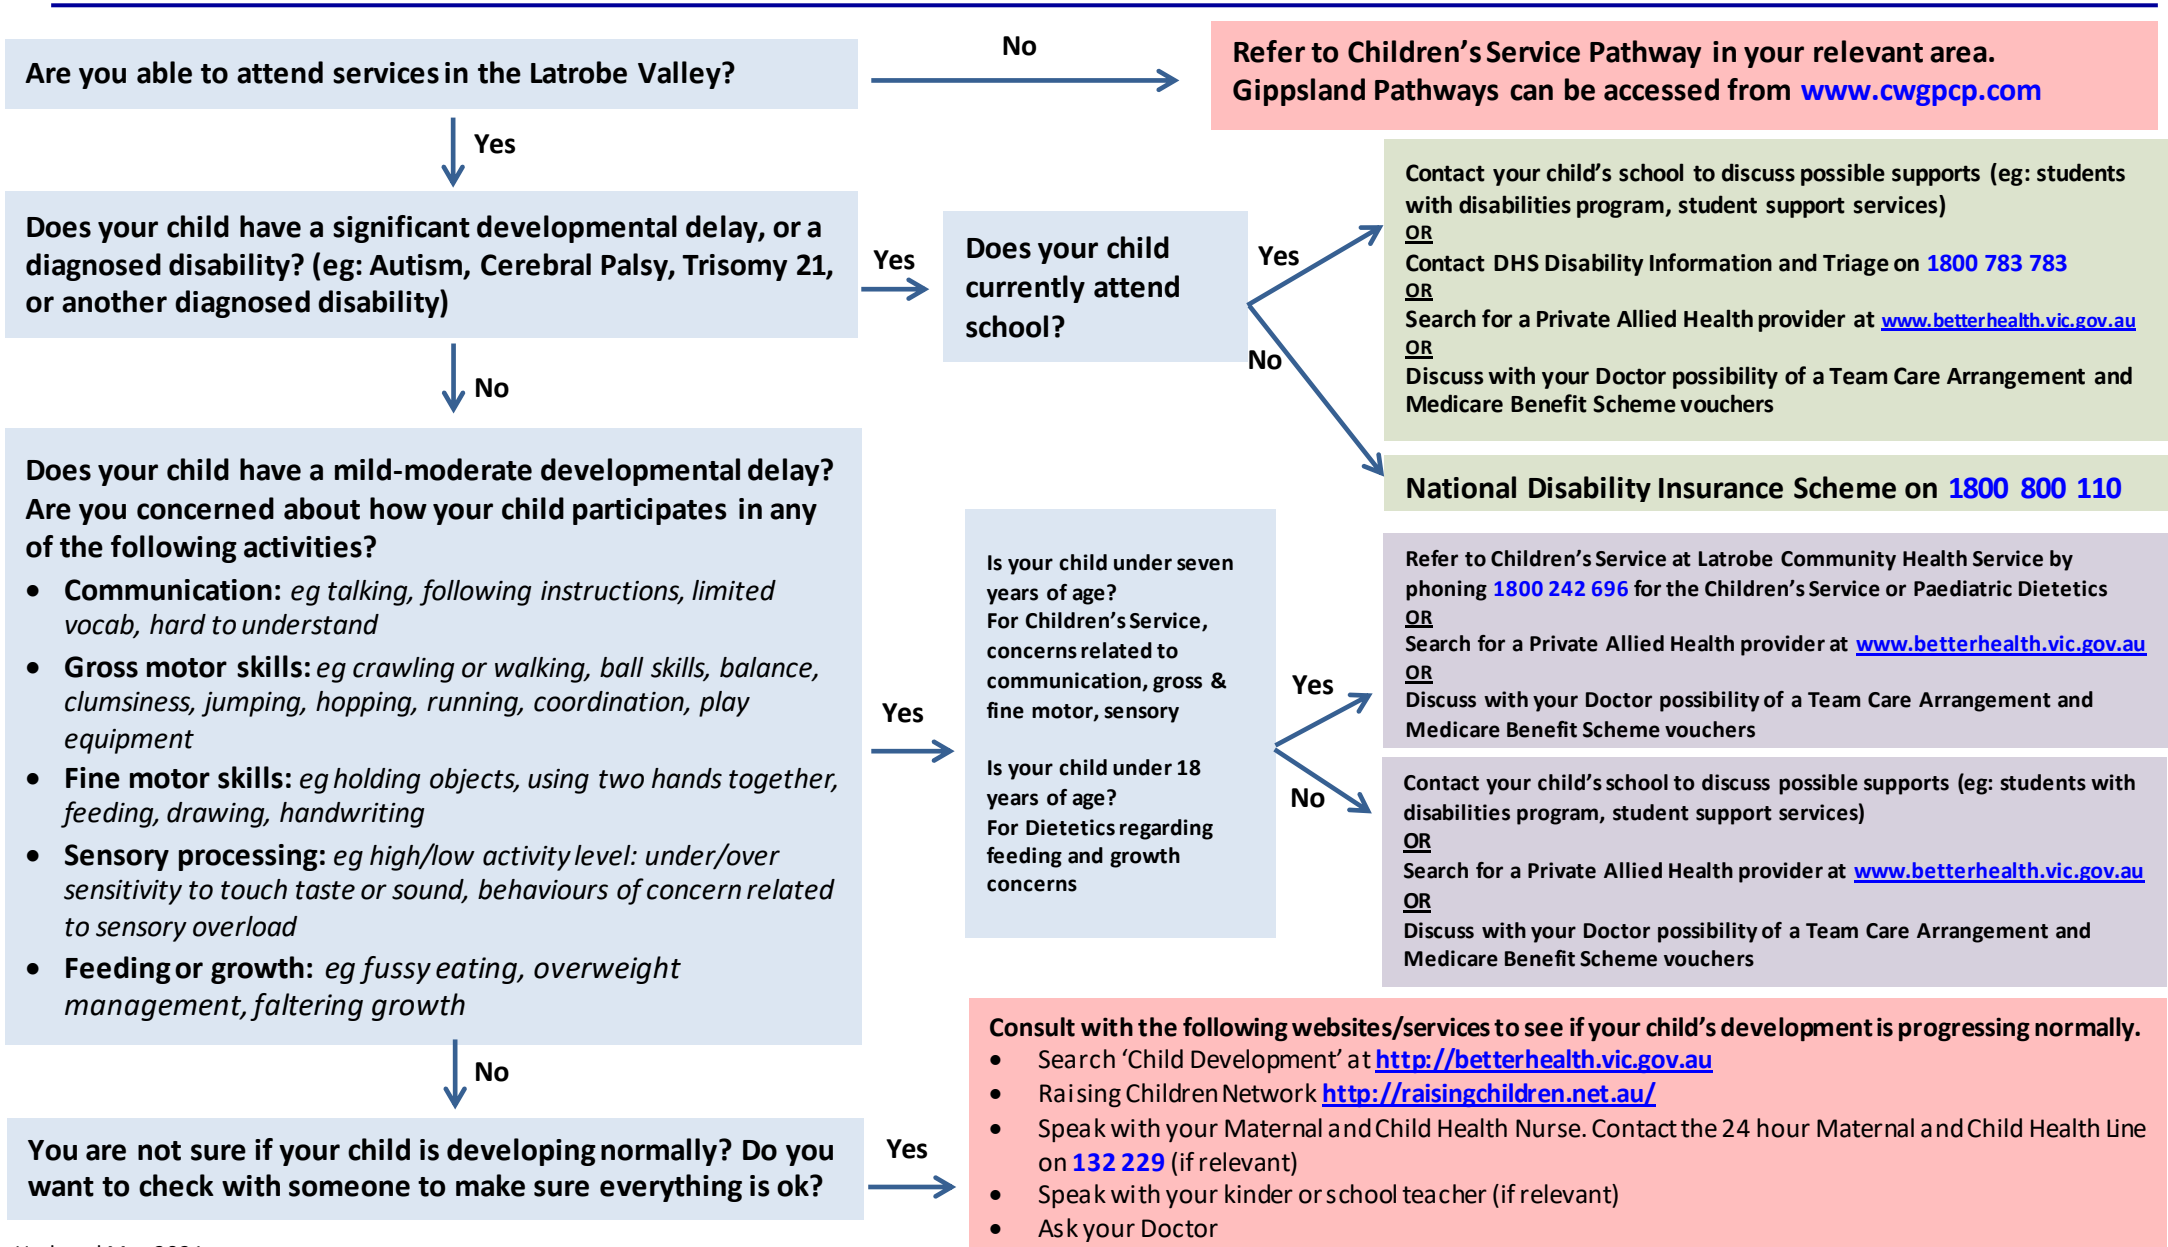 Are you able to attend services in the Latrobe Valley?
No
Refer to Children's Service Pathway in your relevant area.
Gippsland Pathways can be accessed from www.cwgpcp.com
Yes
Does your child have a significant developmental delay, or a
diagnosed disability? (eg: Autism, Cerebral Palsy, Trisomy 21,
or another diagnosed disability)
Yes
Does your child
currently attend
school?
Yes
Contact your child's school to discuss possible supports (eg: students
with disabilities program, student support services)
OR
Contact DHS Disability Information and Triage on 1800 783 783
OR
Search for a Private Allied Health provider at www.betterhealth.vic.gov.au
OR
Discuss with your Doctor possibility of a Team Care Arrangement and
Medicare Benefit Scheme vouchers
No
National Disability Insurance Scheme on 1800 800 110
No
Does your child have a mild-moderate developmental delay?
Are you concerned about how your child participates in any
of the following activities?
• Communication: eg talking, following instructions, limited
vocab, hard to understand
• Gross motor skills: eg crawling or walking, ball skills, balance,
clumsiness, jumping, hopping, running, coordination, play
equipment
• Fine motor skills: eg holding objects, using two hands together,
feeding, drawing, handwriting
• Sensory processing: eg high/low activity level: under/over
sensitivity to touch taste or sound, behaviours of concern related
to sensory overload
• Feeding or growth: eg fussy eating, overweight
management, faltering growth
Yes
Is your child under seven
years of age?
For Children's Service,
concerns related to
communication, gross &
fine motor, sensory
Is your child under 18
years of age?
For Dietetics regarding
feeding and growth
concerns
Yes
Refer to Children's Service at Latrobe Community Health Service by
phoning 1800 242 696 for the Children's Service or Paediatric Dietetics
OR
Search for a Private Allied Health provider at www.betterhealth.vic.gov.au
OR
Discuss with your Doctor possibility of a Team Care Arrangement and
Medicare Benefit Scheme vouchers
No
Contact your child's school to discuss possible supports (eg: students with
disabilities program, student support services)
OR
Search for a Private Allied Health provider at www.betterhealth.vic.gov.au
OR
Discuss with your Doctor possibility of a Team Care Arrangement and
Medicare Benefit Scheme vouchers
No
You are not sure if your child is developing normally? Do you
want to check with someone to make sure everything is ok?
Yes
Consult with the following websites/services to see if your child's development is progressing normally.
• Search 'Child Development' at http://betterhealth.vic.gov.au
• Raising Children Network http://raisingchildren.net.au/
• Speak with your Maternal and Child Health Nurse. Contact the 24 hour Maternal and Child Health Line
on 132 229 (if relevant)
• Speak with your kinder or school teacher (if relevant)
• Ask your Doctor